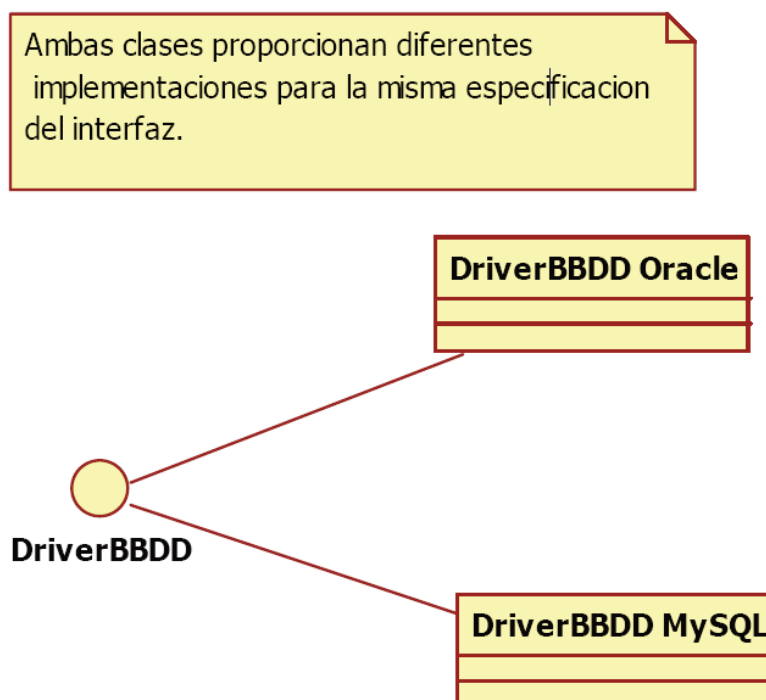 Ambas clases proporcionan diferentes
implementaciones para la misma especificacion
del interfaz.
DriverBBDD Oracle
DriverBBDD
DriverBBDD MySQL